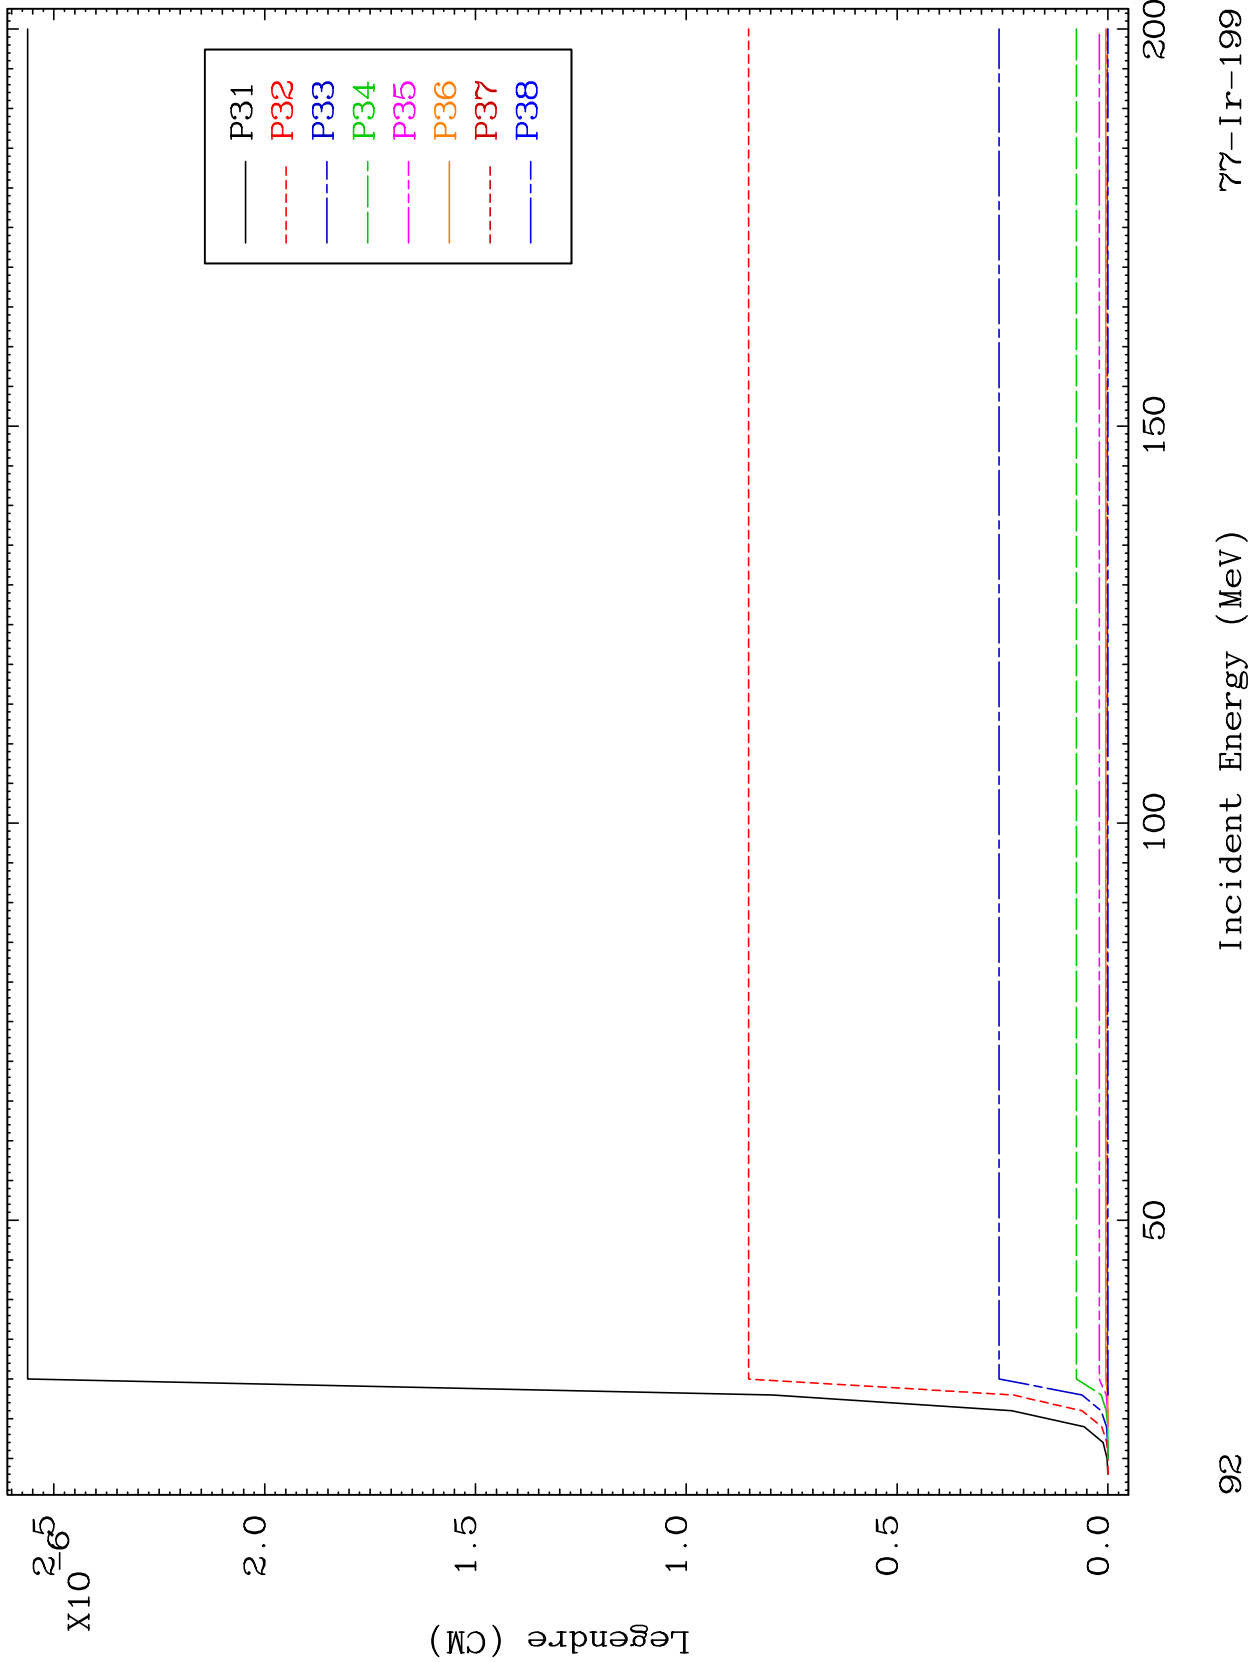 X10
-6
2.5
2.0
1.5
1.0
0.5
0.0
Legendre (CM)
P31
P32
P33
P34
P35
P36
P37
P38
50
100
150
200
92
Incident Energy (MeV)
77-Ir-199